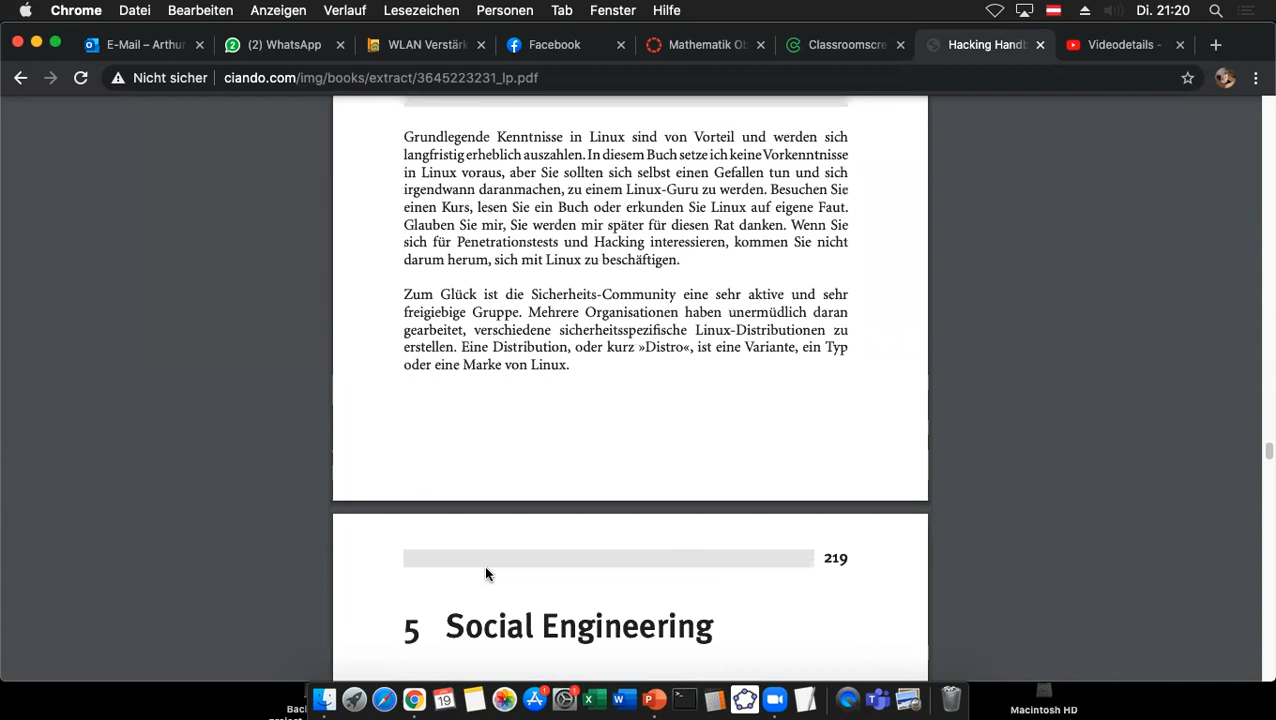 Chrome Datei Bearbeiten Anzeigen Verlauf Lesezeichen Personen Tab Fenster Hilfe Di. 21:20
E-Mail – Arthur (2) WhatsApp WLAN Verstärk Facebook Mathematik Ob Classroomscre Hacking Handb Videodetails -
Nicht sicher ciando.com/img/books/extract/3645223231_lp.pdf
Grundlegende Kenntnisse in Linux sind von Vorteil und werden sich
langfristig erheblich auszahlen. In diesem Buch setze ich keine Vorkenntnisse
in Linux voraus, aber Sie sollten sich selbst einen Gefallen tun und sich
irgendwann daranmachen, zu einem Linux-Guru zu werden. Besuchen Sie
einen Kurs, lesen Sie ein Buch oder erkunden Sie Linux auf eigene Faut.
Glauben Sie mir, Sie werden mir später für diesen Rat danken. Wenn Sie
sich für Penetrationstests und Hacking interessieren, kommen Sie nicht
darum herum, sich mit Linux zu beschäftigen.
Zum Glück ist die Sicherheits-Community eine sehr aktive und sehr
freigiebige Gruppe. Mehrere Organisationen haben unermüdlich daran
gearbeitet, verschiedene sicherheitsspezifische Linux-Distributionen zu
erstellen. Eine Distribution, oder kurz »Distro«, ist eine Variante, ein Typ
oder eine Marke von Linux.
219
5 Social Engineering
19
Bac
Macintosh HD